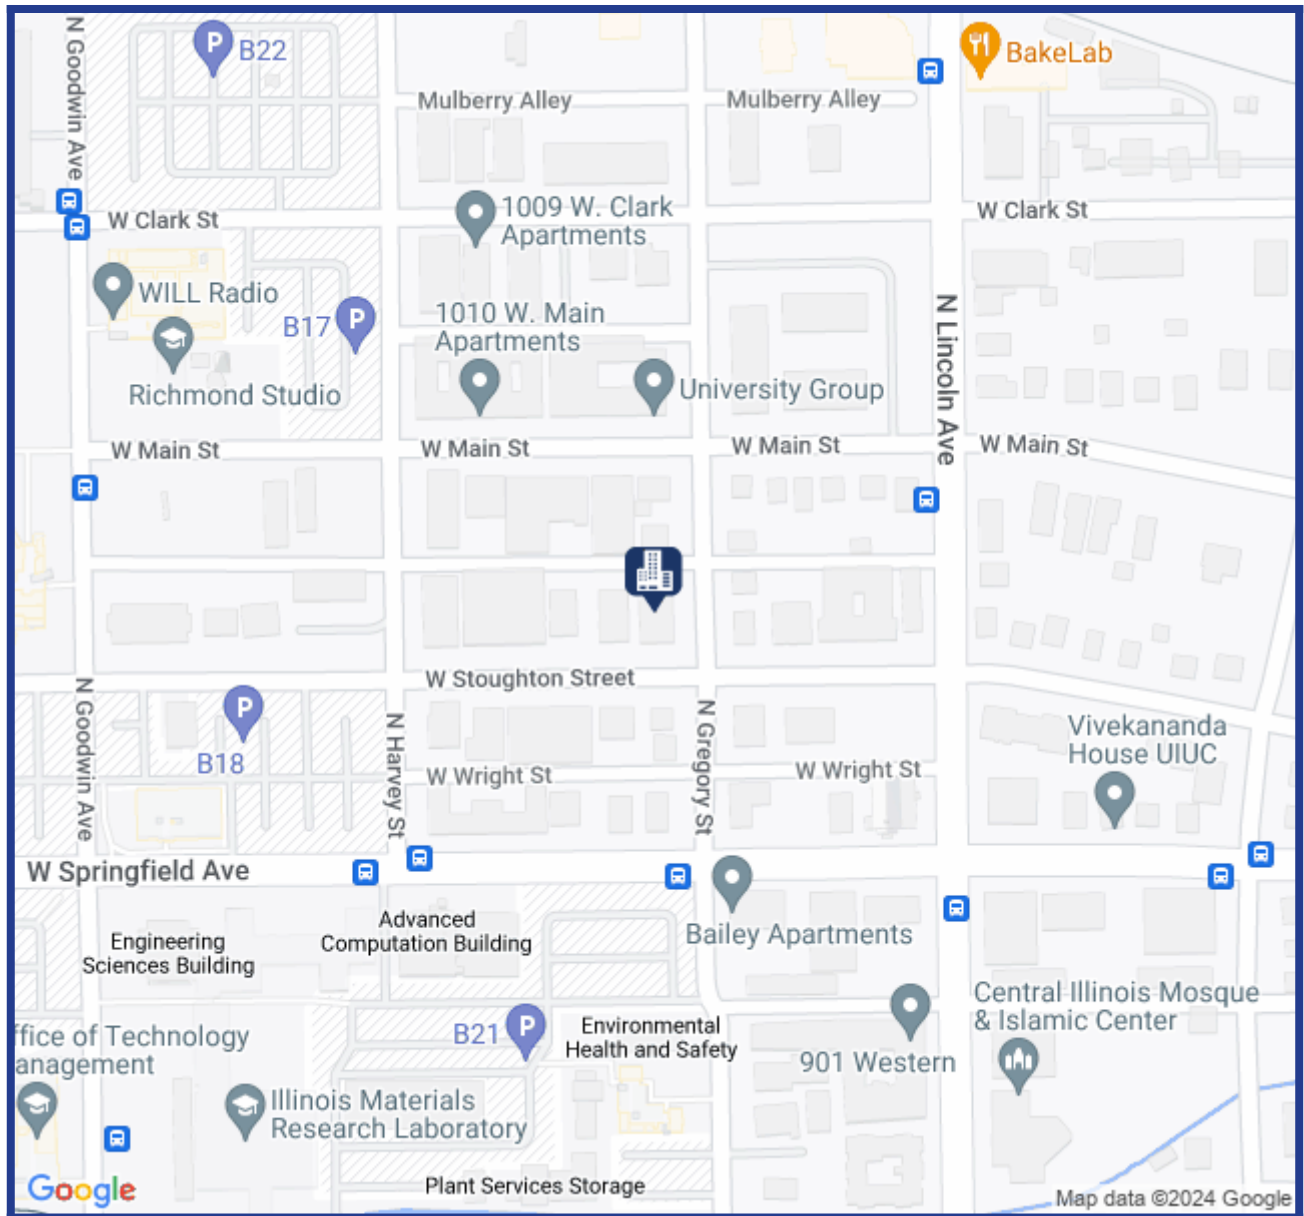 N Goodwin Ave
P
B22
BakeLab
Mulberry Alley
Mulberry Alley
W Clark St
1009 W. Clark
Apartments
W Clark St
WILL Radio
B17
P
1010 W. Main
Apartments
N Lincoln Ave
Richmond Studio
University Group
W Main St
W Main St
W Main St
W Main St
W Stoughton Street
N Goodwin Ave
P
B18
N Harvey St
N Gregory St
Vivekananda
House UIUC
W Wright St
W Wright St
W Springfield Ave
Advanced
Computation Building
Engineering
Sciences Building
Bailey Apartments
Central Illinois Mosque
& Islamic Center
ffice of Technology
anagement
B21
P
Environmental
Health and Safety
901 Western
Illinois Materials
Research Laboratory
Plant Services Storage
Google
Map data ©2024 Google